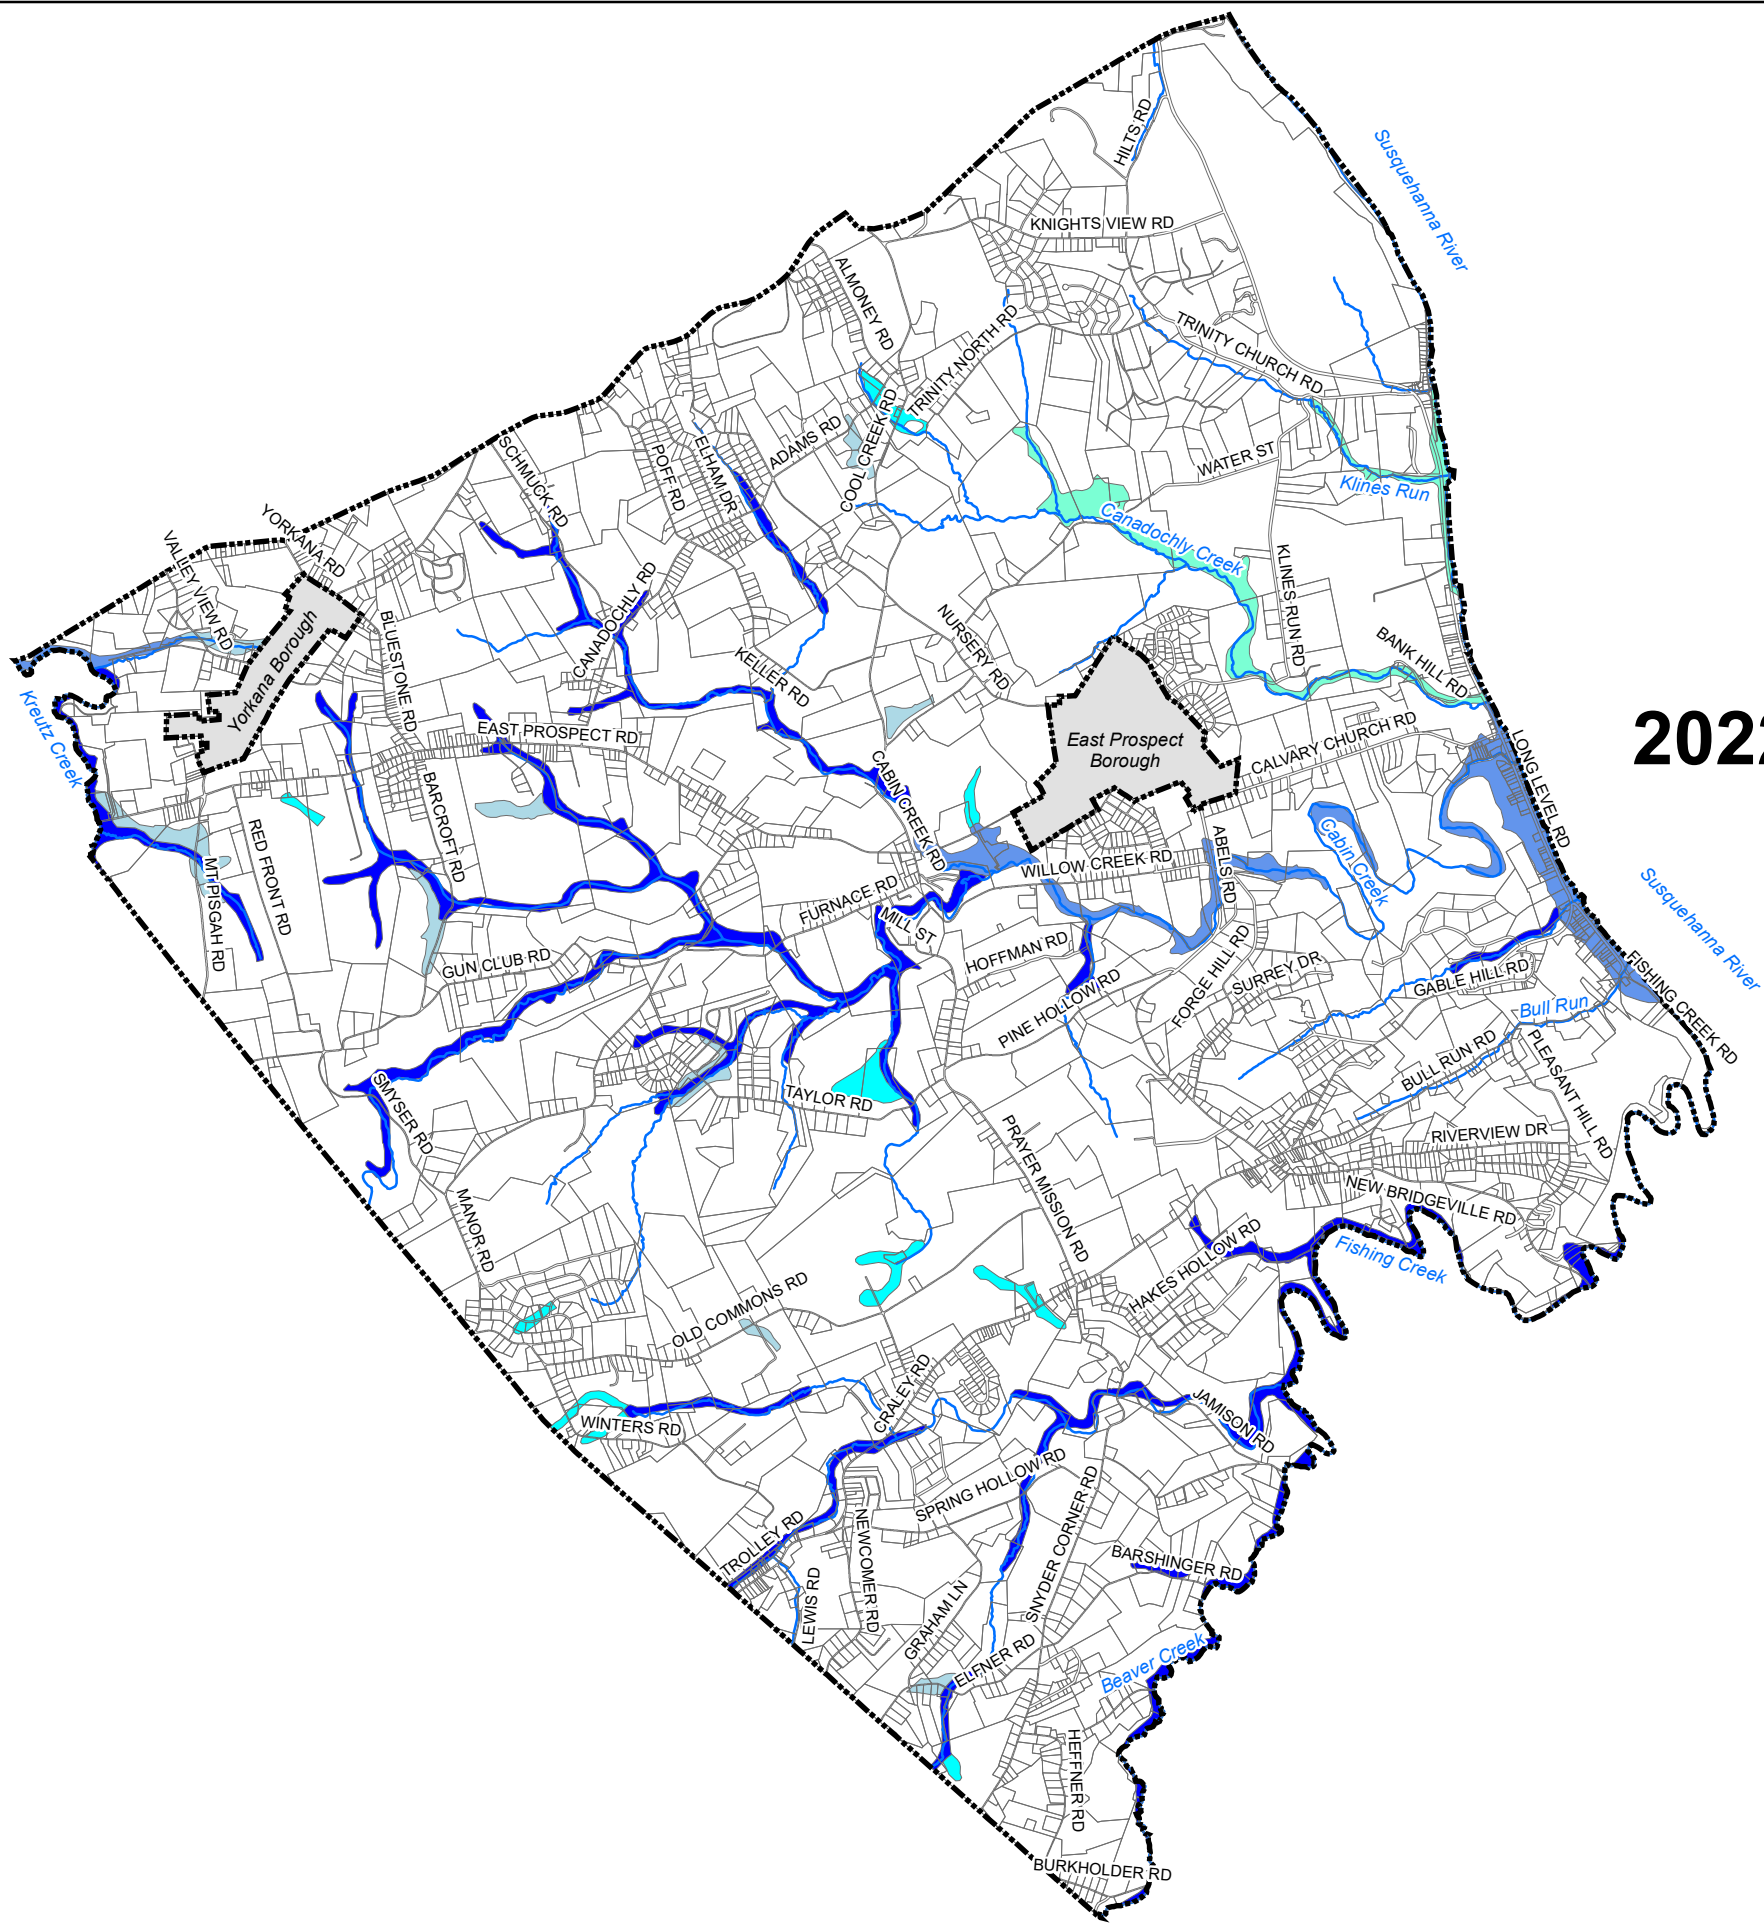 HILTS RD
Susquehanna River
KNIGHTS VIEW RD
ALMONEY RD
TRINITY NORTH RD
TRINITY CHURCH RD
COOL CREEK RD
ADAMS RD
ELHAM DR
POFF RD
SCHMUCK RD
WATER ST
Klines Run
Canadochly Creek
YORKANA RD
VALLEY VIEW RD
Yorkana Borough
BLUESTONE RD
CANADOCHLY RD
KELLER RD
NURSERY RD
KLINES RUN RD
BANK HILL RD
Kreutz Creek
EAST PROSPECT RD
East Prospect
Borough
CALVARY CHURCH RD
LONG LEVEL RD
2022
BARCROFT RD
RED FRONT RD
MT PISGAH RD
CABIN CREEK RD
WILLOW CREEK RD
ABELS RD
Cabin Creek
FURNACE RD
MILL ST
HOFFMAN RD
GUN CLUB RD
PINE HOLLOW RD
FORGE HILL RD
SURREY DR
GABLE HILL RD
Bull Run
FISHING CREEK RD
Susquehanna River
BULL RUN RD
PLEASANT HILL RD
SMYSER RD
TAYLOR RD
PRAYER MISSION RD
RIVERVIEW DR
NEW BRIDGEVILLE RD
MANOR RD
HAKES HOLLOW RD
Fishing Creek
OLD COMMONS RD
CRALEY RD
WINTERS RD
JAMISON RD
SPRING HOLLOW RD
SNYDER CORNER RD
TROLLEY RD
NEWCOMER RD
LEWIS RD
GRAHAM LN
BARSHINGER RD
ELFNER RD
Beaver Creek
HEFFNER RD
BURKHOLDER RD